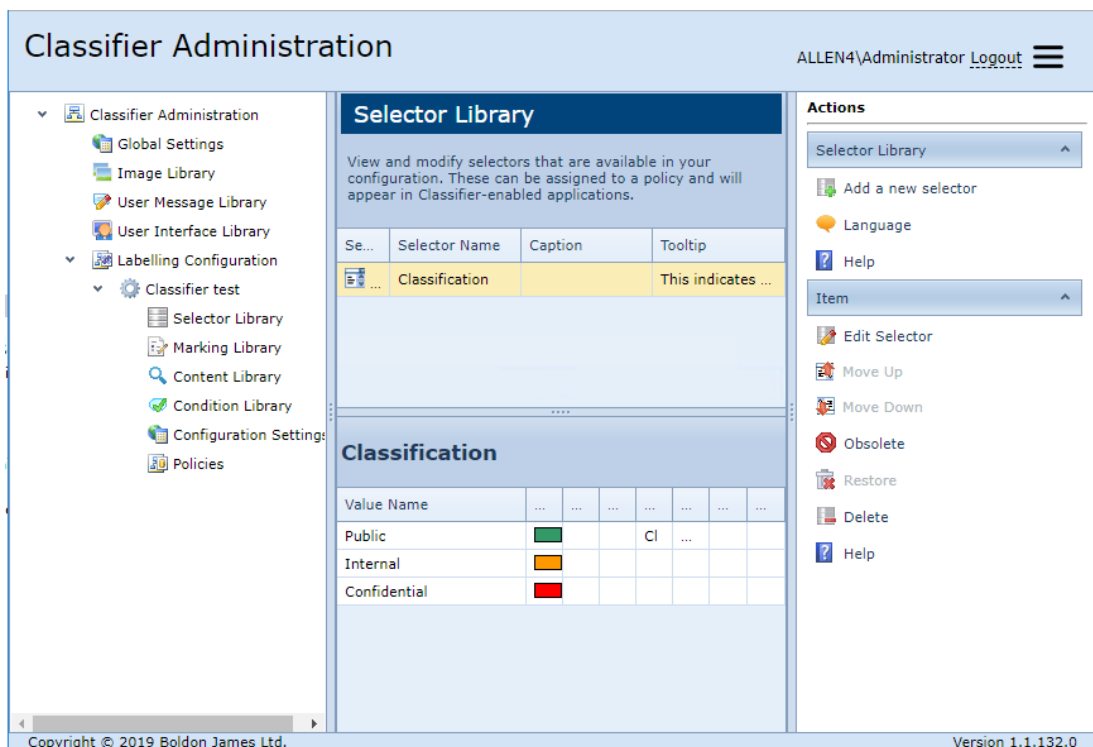 Classifier Administration
ALLEN4\Administrator Logout
Classifier Administration
Global Settings
Image Library
User Message Library
User Interface Library
Labelling Configuration
Classifier test
Selector Library
Marking Library
Content Library
Condition Library
Configuration Settings
Policies
Selector Library
View and modify selectors that are available in your
configuration. These can be assigned to a policy and will
appear in Classifier-enabled applications.
Se... Selector Name Caption Tooltip
... Classification This indicates ...
Classification
Value Name ... ... ... ... ... ... ...
Public Cl ...
Internal
Confidential
Actions
Selector Library
Add a new selector
Language
Help
Item
Edit Selector
Move Up
Move Down
Obsolete
Restore
Delete
Help
Copyright © 2019 Boldon James Ltd.
Version 1.1.132.0